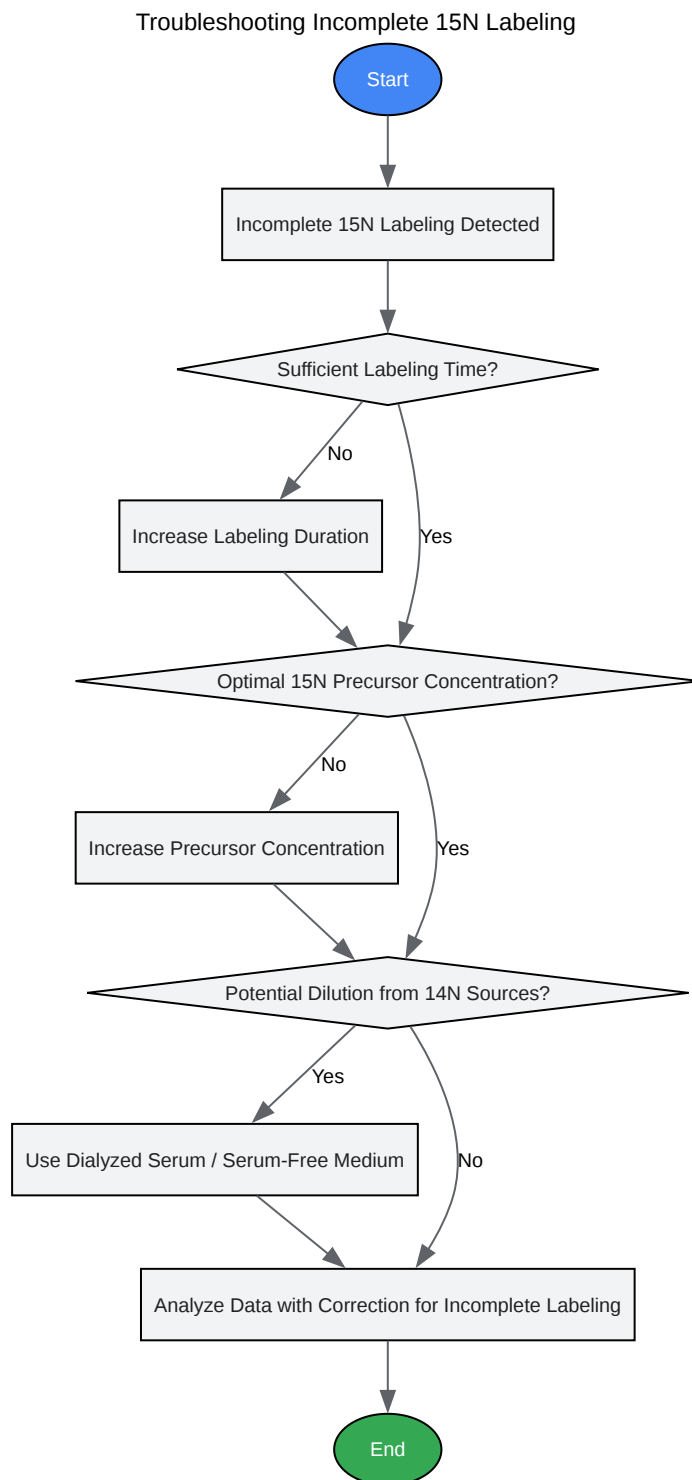 Troubleshooting Incomplete 15N Labeling
Start
Incomplete 15N Labeling Detected
Sufficient Labeling Time?
No
Increase Labeling Duration
Yes
Optimal 15N Precursor Concentration?
No
Increase Precursor Concentration
Yes
Potential Dilution from 14N Sources?
Yes
Use Dialyzed Serum / Serum-Free Medium
No
Analyze Data with Correction for Incomplete Labeling
End